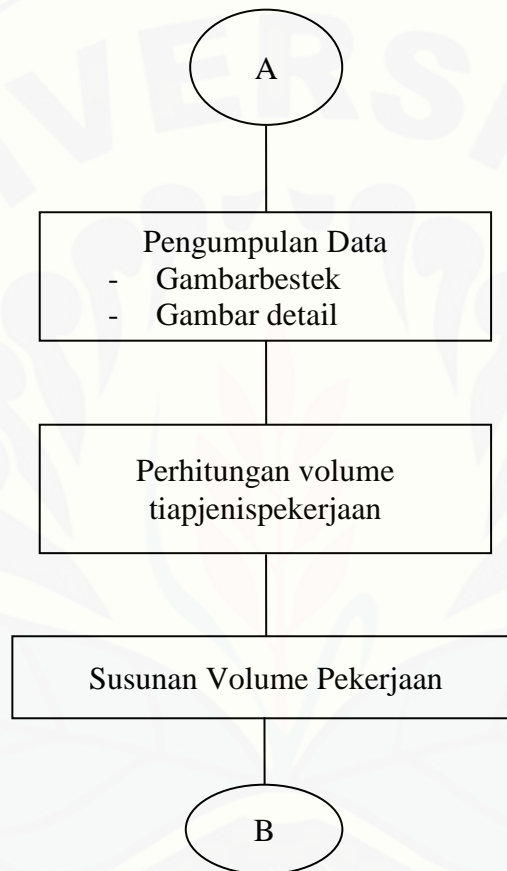 A
Pengumpulan Data
- Gambarbestek
- Gambar detail
Perhitungan volume
tiapjenispekerjaan
Susunan Volume Pekerjaan
B